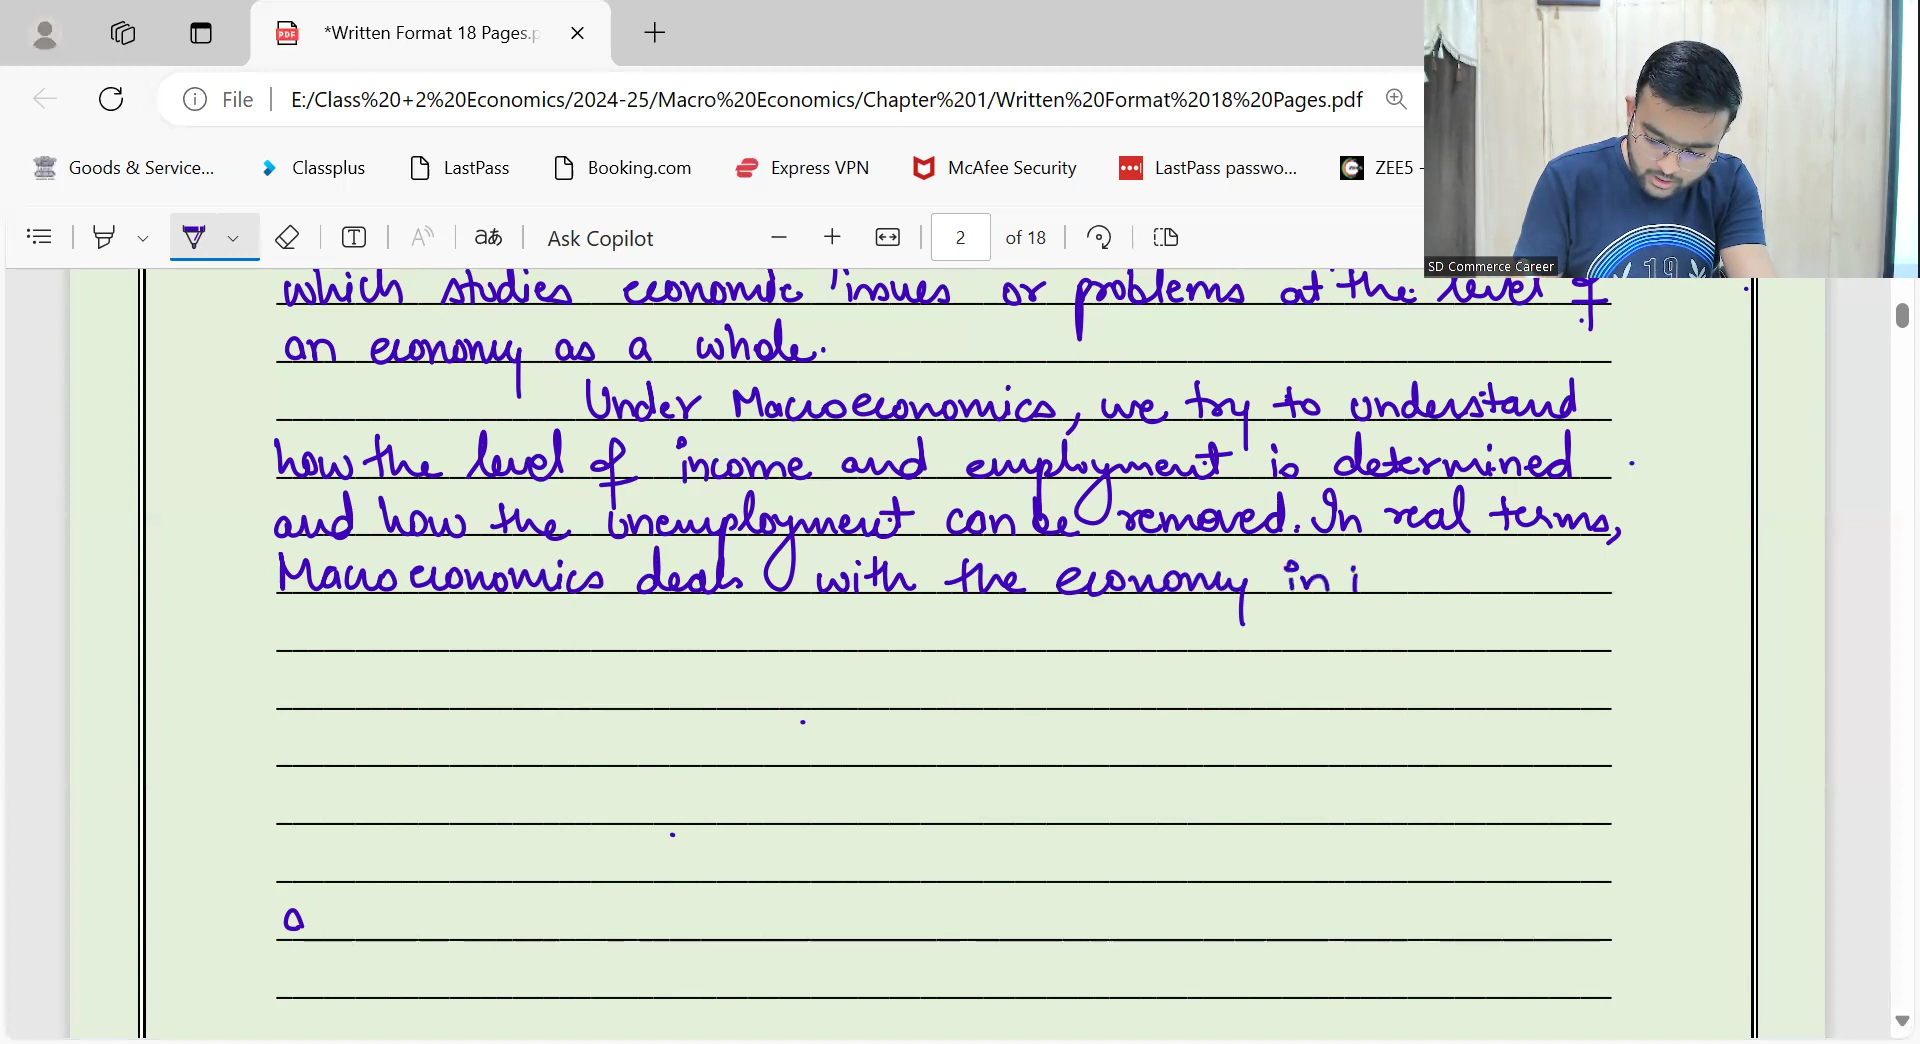 *Written Format 18 Pages.p
File
E:/Class%20+2%20Economics/2024-25/Macro%20Economics/Chapter%201/Written%20Format%2018%20Pages.pdf
Goods & Service...
Classplus
LastPass
Booking.com
Express VPN
McAfee Security
LastPass passwo...
ZEE5 -
aあ
Ask Copilot
2
of 18
SD Commerce Career
19
which studies economic issues or problems at the level of
an economy as a whole.
Under Macroeconomics, we try to understand
how the level of income and employment is determined
and how the unemployment can be removed. In real terms,
Macroeconomics deals with the economy in i